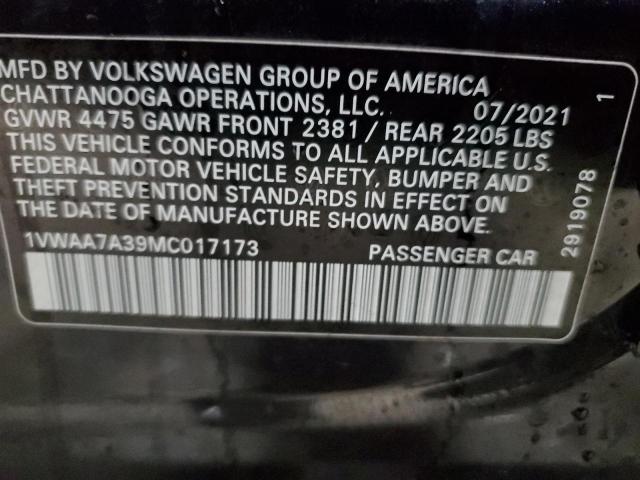 MFD BY VOLKSWAGEN GROUP OF AMERICA
CHATTANOOGA OPERATIONS, LLC. 07/2021
GVWR 4475 GAWR FRONT 2381 / REAR 2205 LBS
THIS VEHICLE CONFORMS TO ALL APPLICABLE U.S.
FEDERAL MOTOR VEHICLE SAFETY, BUMPER AND
THEFT PREVENTION STANDARDS IN EFFECT ON
THE DATE OF MANUFACTURE SHOWN ABOVE.
1VWAA7A39MC017173 PASSENGER CAR
2919078 1